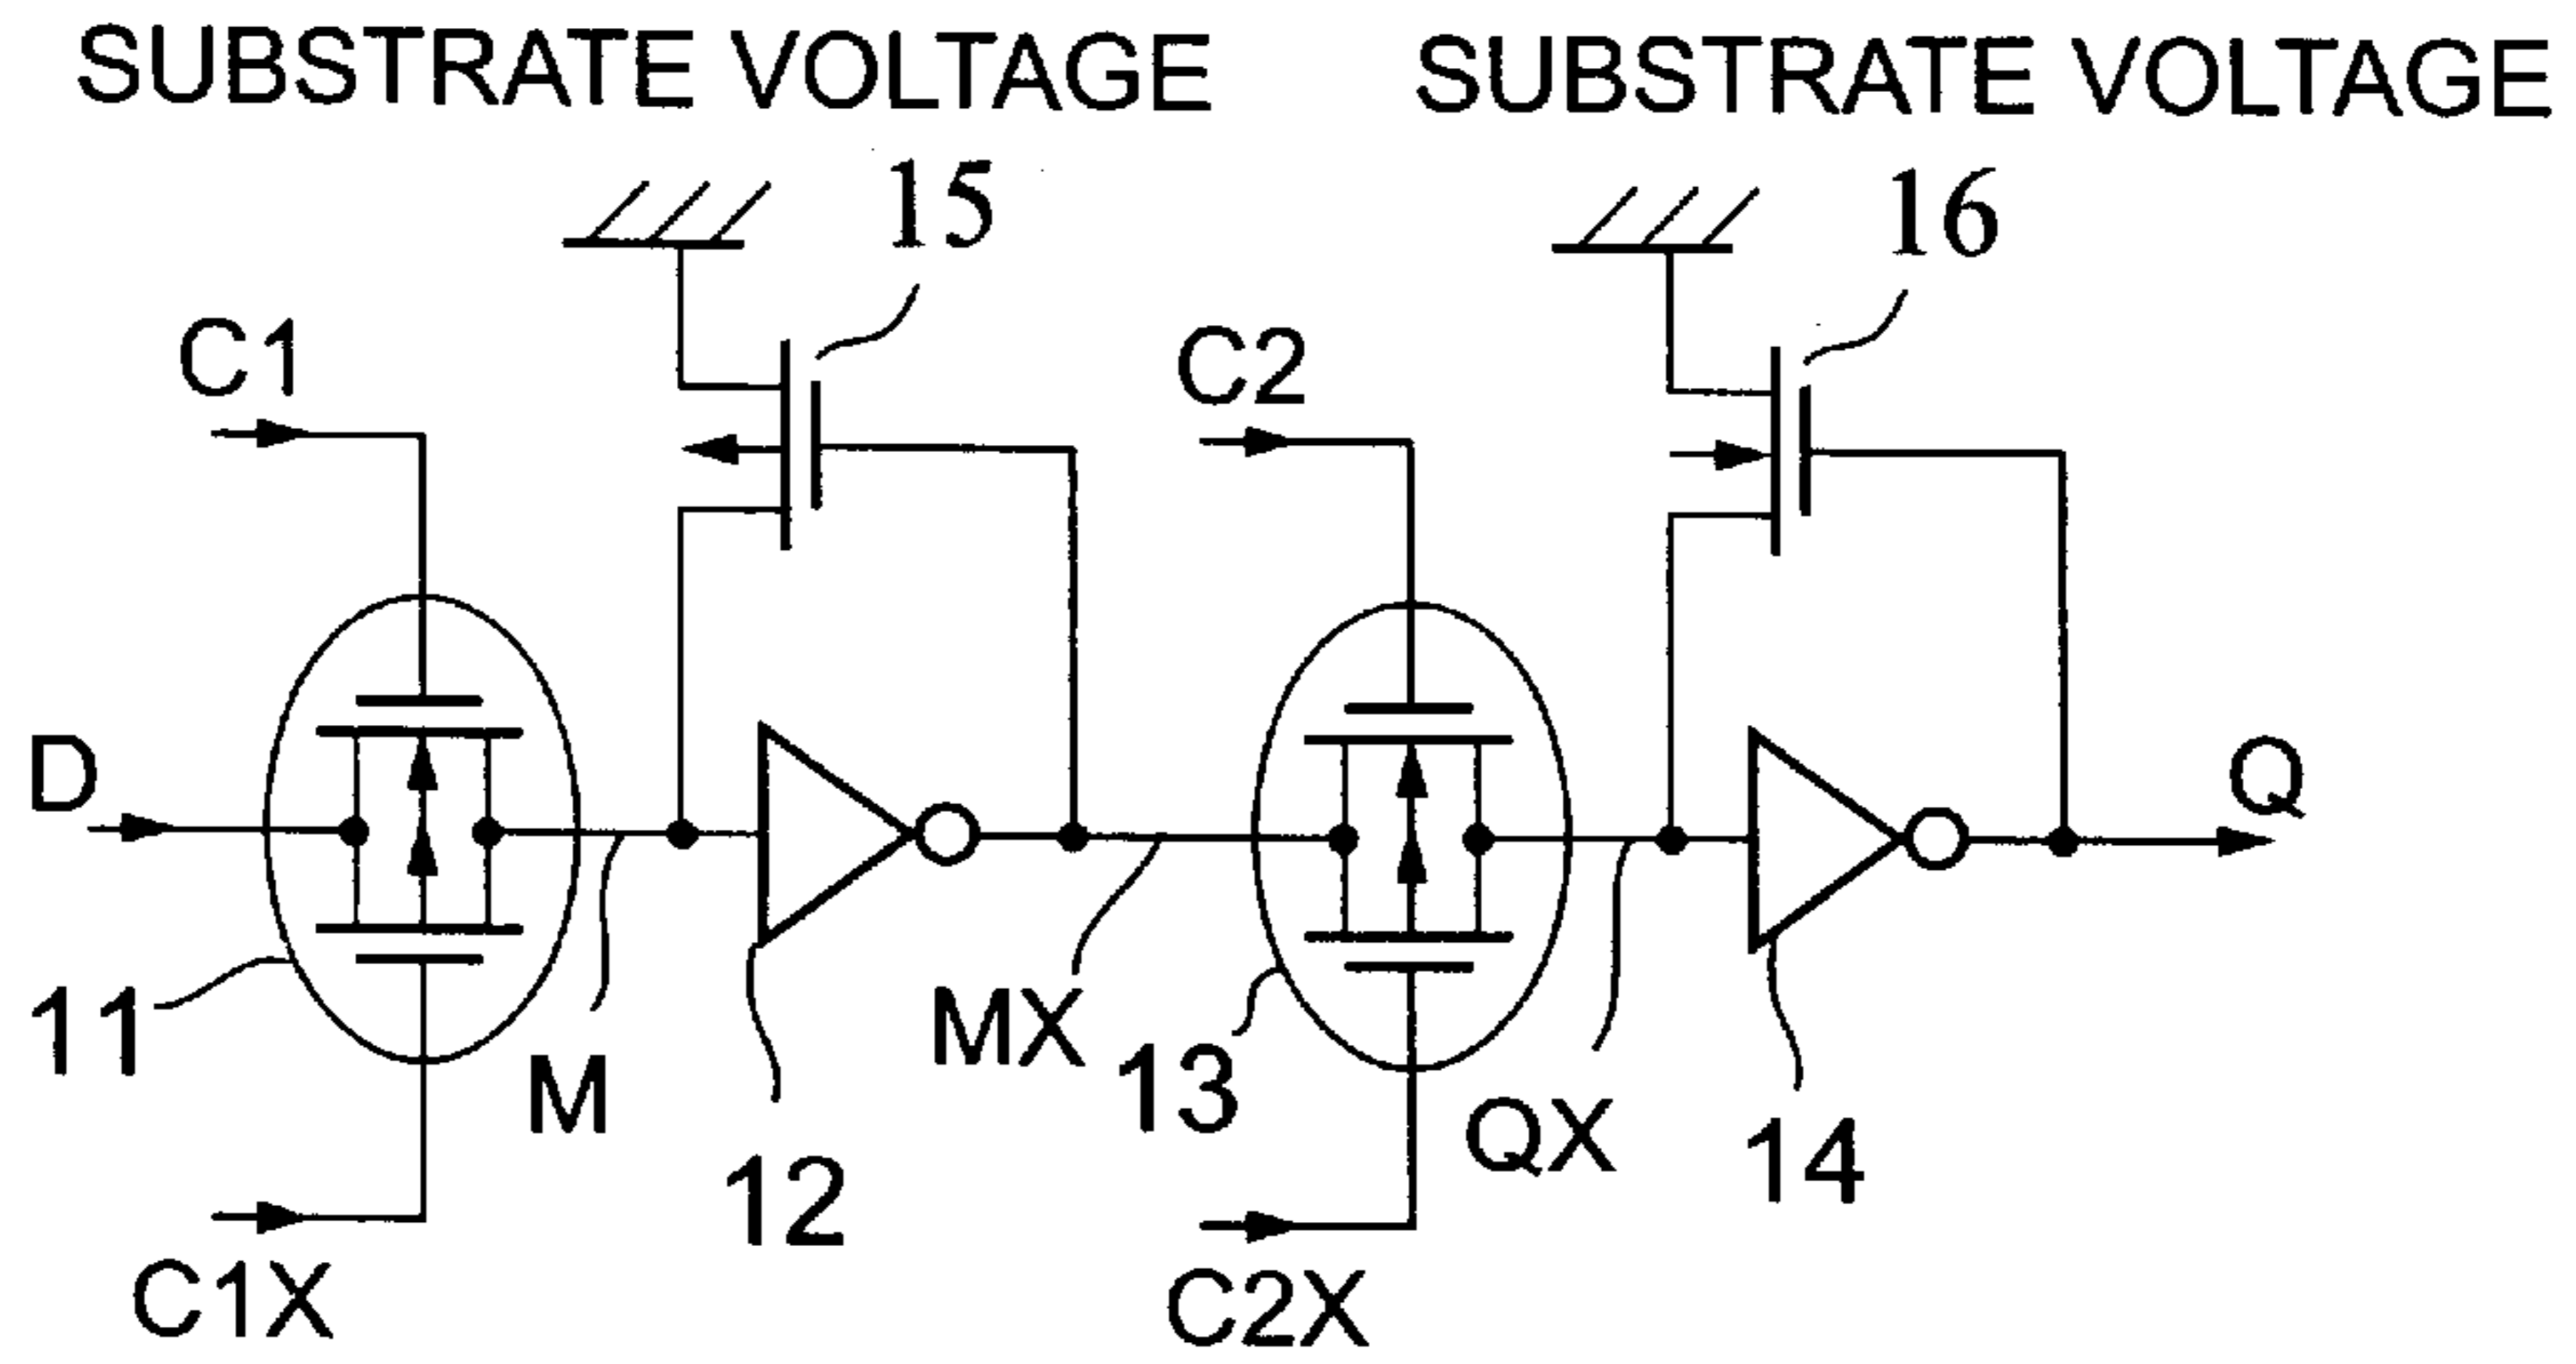 SUBSTRATE VOLTAGE SUBSTRATE VOLTAGE
15 16
C1 C2
D Q
11 M 12 MX 13 QX 14
C1X C2X